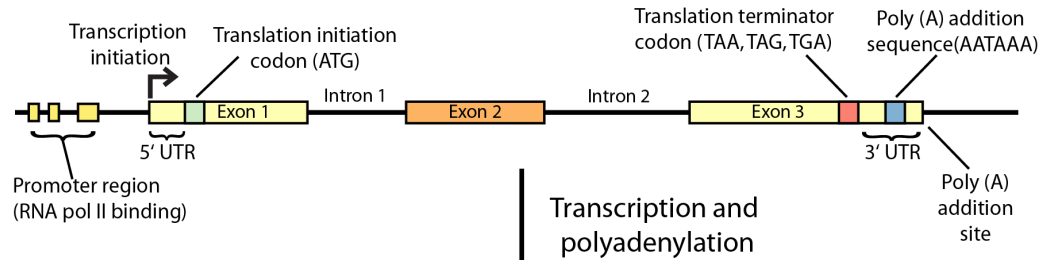 Transcription
initiation
Translation initiation
codon (ATG)
Translation terminator
codon (TAA, TAG, TGA)
Poly (A) addition
sequence(AATAAA)
Exon 1
Intron 1
Exon 2
Intron 2
Exon 3
5′ UTR
3′ UTR
Promoter region
(RNA pol II binding)
Poly (A)
addition
site
Transcription and
polyadenylation